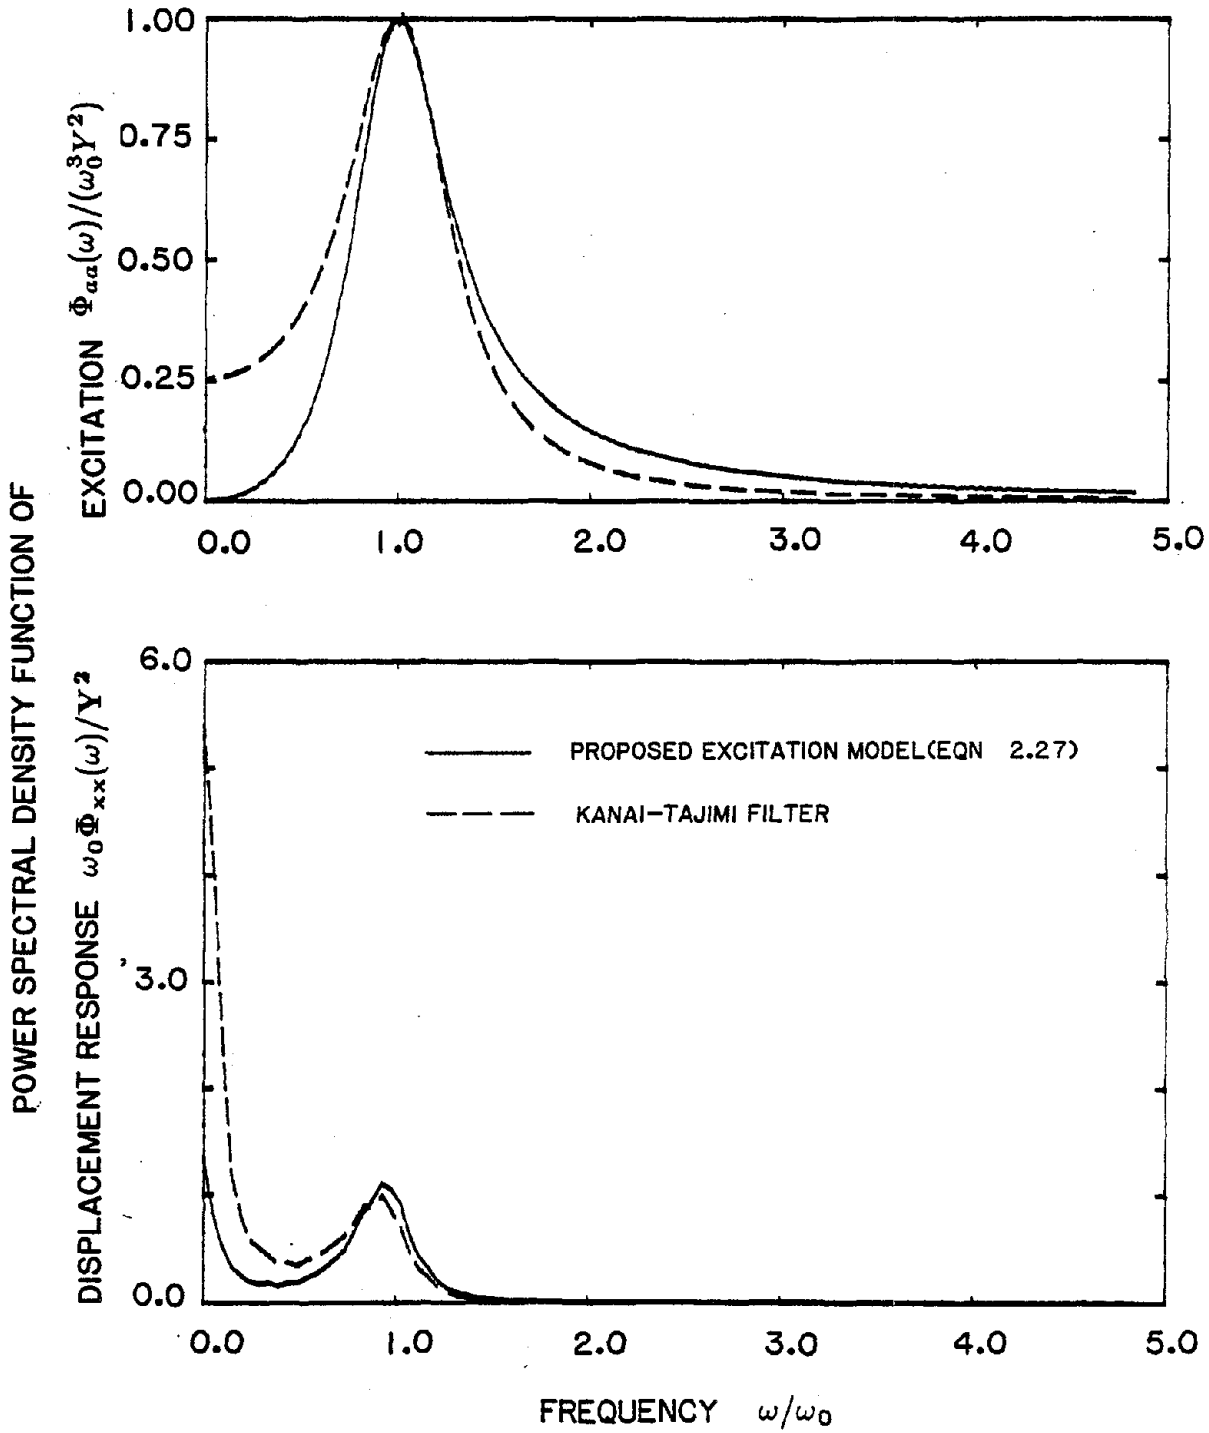 POWER SPECTRAL DENSITY FUNCTION OF
EXCITATION Φaa(ω)/(ω₀³Y²)
1.00
0.75
0.50
0.25
0.00
0.0 1.0 2.0 3.0 4.0 5.0
DISPLACEMENT RESPONSE ω₀Φxx(ω)/Y²
6.0
3.0
0.0
PROPOSED EXCITATION MODEL(EQN 2.27)
KANAI-TAJIMI FILTER
0.0 1.0 2.0 3.0 4.0 5.0
FREQUENCY ω/ω₀